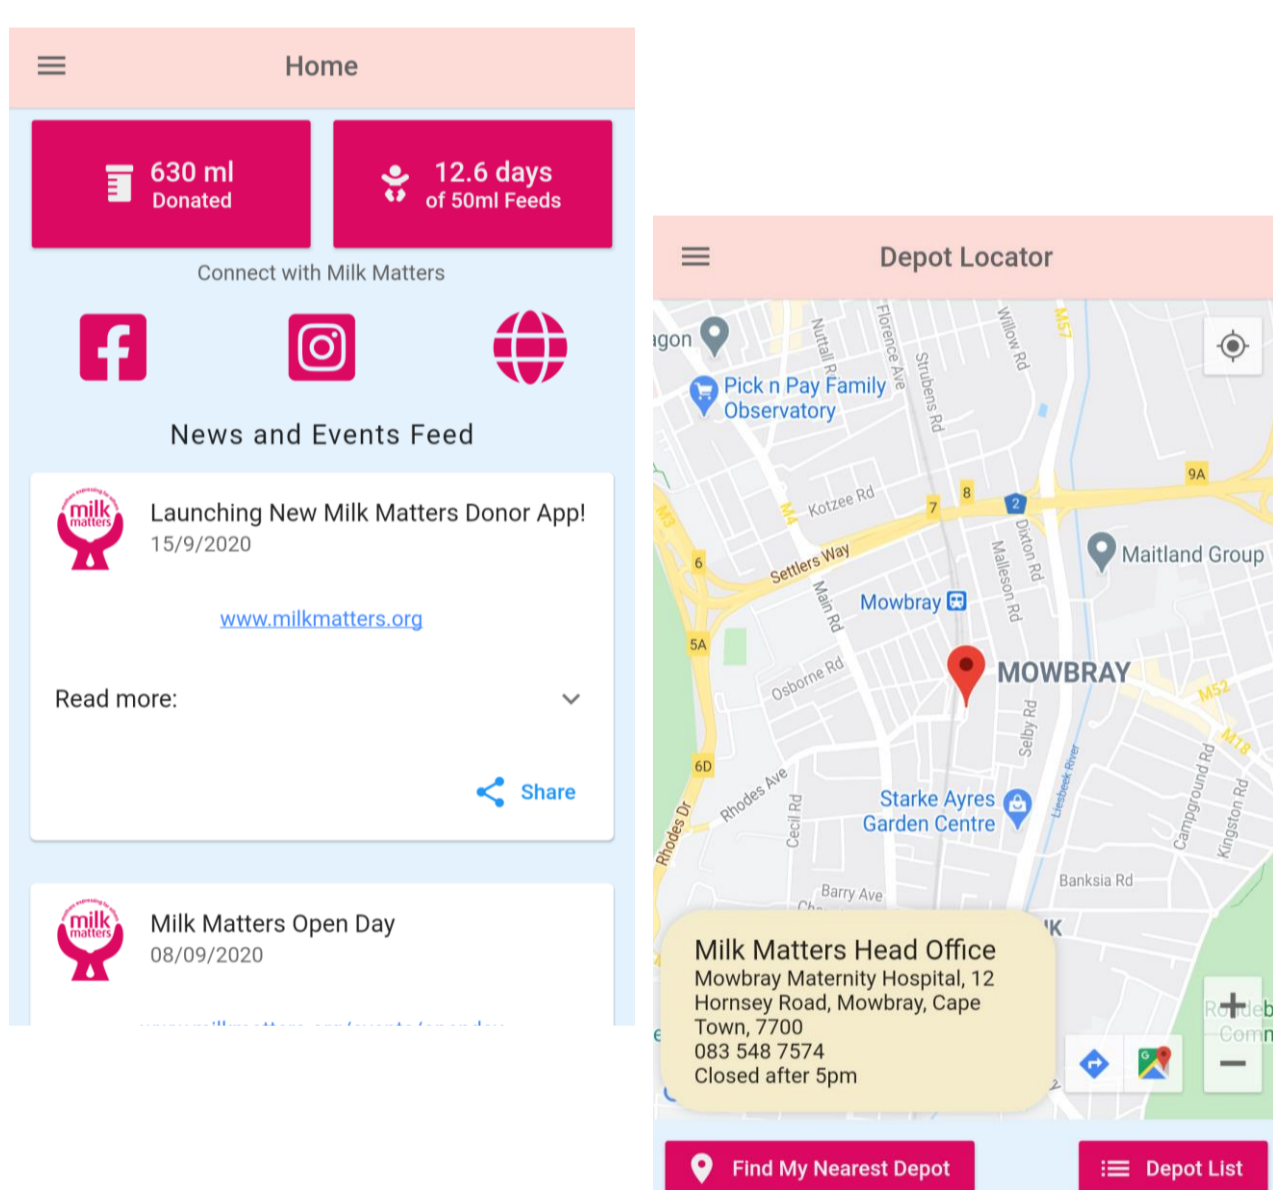 Home
630 ml
Donated
12.6 days
of 50ml Feeds
Connect with Milk Matters
News and Events Feed
milk
matters
Launching New Milk Matters Donor App!
15/9/2020
www.milkmatters.org
Read more:
Share
milk
matters
Milk Matters Open Day
08/09/2020
Depot Locator
Nuttall R
Florence Ave
Strubens Rd
Willow Rd
M57
Pick n Pay Family
Observatory
9A
8
7
2
Kotzee Rd
M4
M3
Settlers Way
6
Dixton Rd
Malleson Rd
Maitland Group
Mowbray
Main Rd
5A
Osborne Rd
MOWBRAY
M52
M18
Selby Rd
6D
Rhodes Ave
Cecil Rd
Starke Ayres
Garden Centre
Liesbeek River
Campground Rd
Kingston Rd
Rhodes Dr
Banksia Rd
Barry Ave
Milk Matters Head Office
Mowbray Maternity Hospital, 12
Hornsey Road, Mowbray, Cape
Town, 7700
083 548 7574
Closed after 5pm
G
Find My Nearest Depot
Depot List